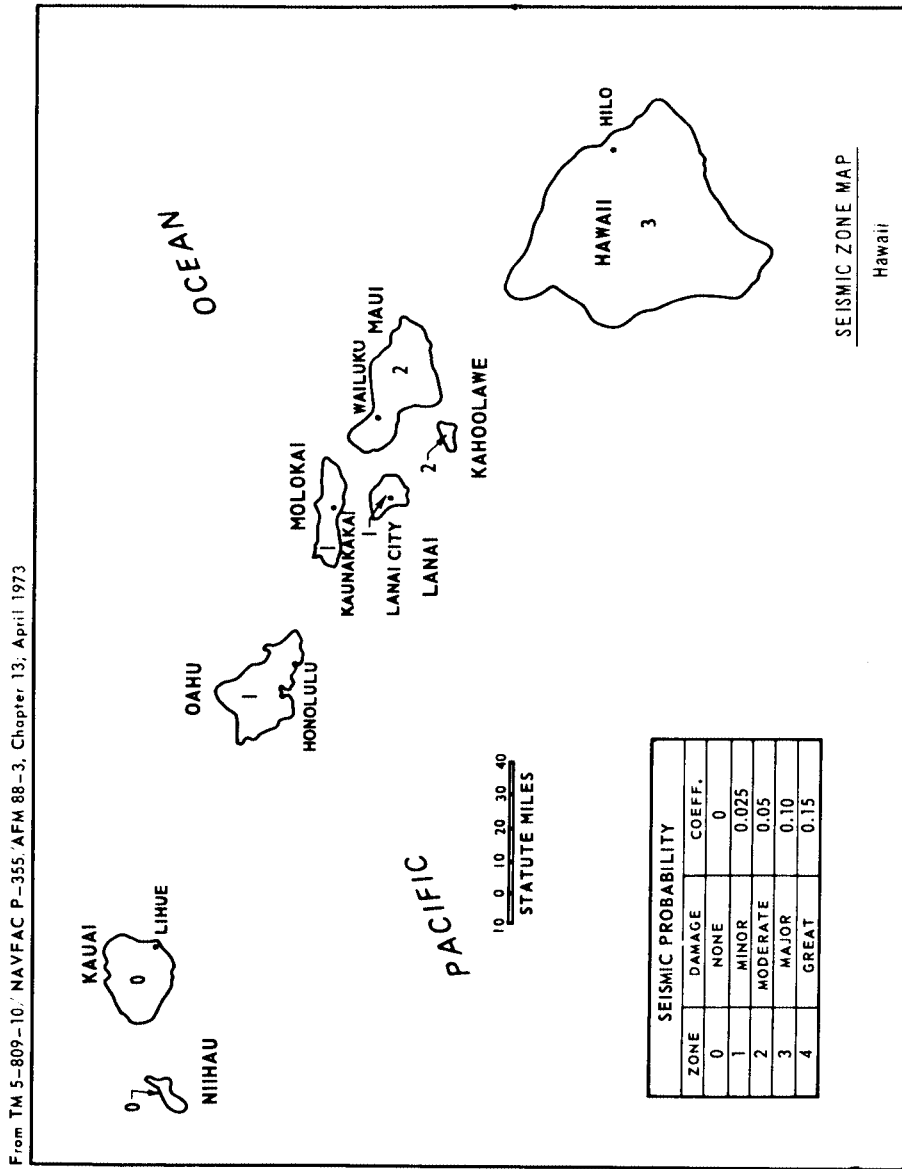 From TM 5-809-10/ NAVFAC P-355/AFM 88-3, Chapter 13; April 1973
KAUAI
0
LIHUE
0
NIIHAU
OAHU
1
HONOLULU
MOLOKAI
1
KAUNAKAKAI
1
LANAI CITY
LANAI
WAILUKU
MAUI
2
2
KAHOOLAWE
OCEAN
PACIFIC
HAWAII
3
HILO
10 0 10 20 30 40
STATUTE MILES
SEISMIC PROBABILITY
ZONE DAMAGE COEFF.
0 NONE 0
1 MINOR 0.025
2 MODERATE 0.05
3 MAJOR 0.10
4 GREAT 0.15
SEISMIC ZONE MAP
Hawaii